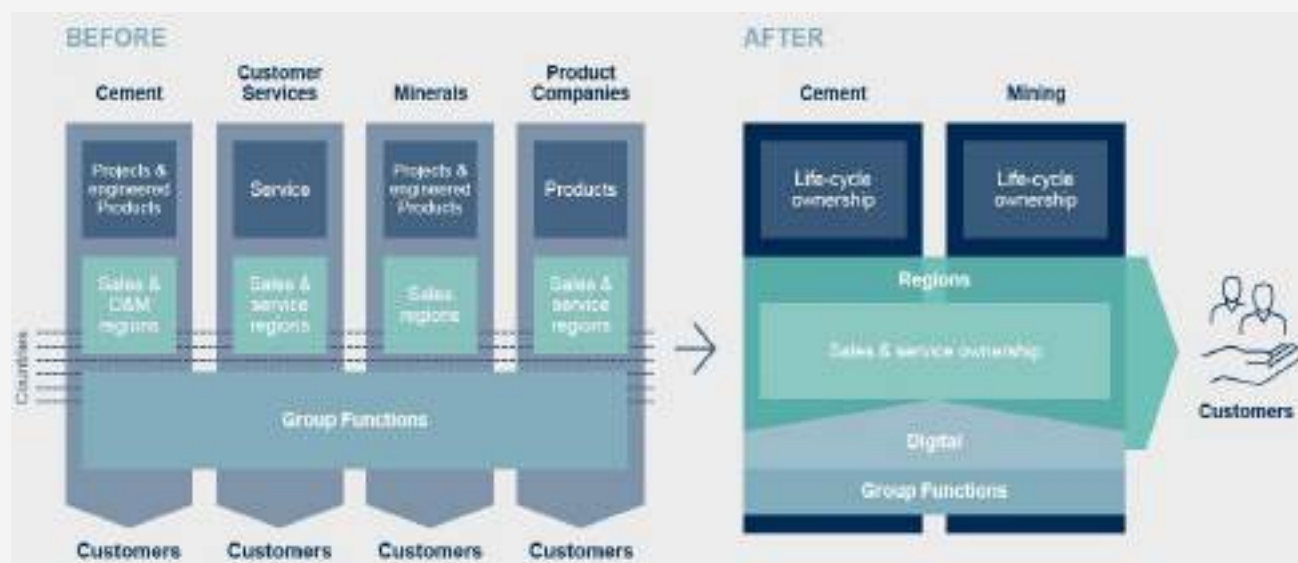 BEFORE
Cement
Customer
Services
Minerals
Product
Companies
Projects &
engineered
Products
Service
Projects &
engineered
Products
Products
Sales &
O&M
regions
Sales &
service
regions
Sales
regions
Sales &
service
regions
Countries
Group Functions
Customers
Customers
Customers
Customers
AFTER
Cement
Mining
Life-cycle
ownership
Life-cycle
ownership
Regions
Sales & service ownership
Digital
Group Functions
Customers